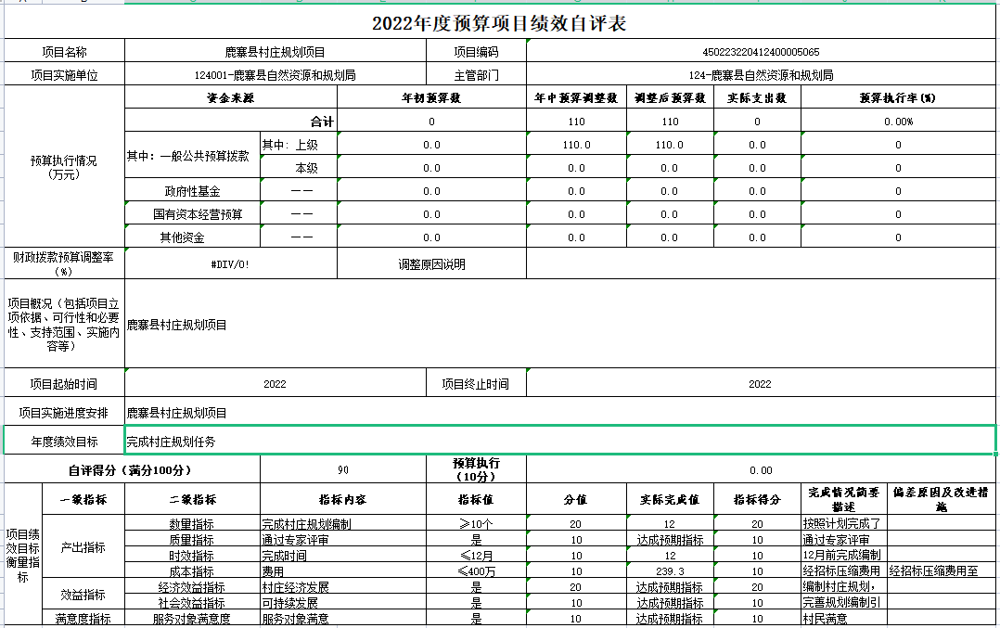 2022年度预算项目绩效自评表
项目名称 鹿寨县村庄规划项目 项目编码 450223220412400005065
项目实施单位 124001-鹿寨县自然资源和规划局 主管部门 124-鹿寨县自然资源和规划局
预算执行情况(万元) 资金来源 年初预算数 年中预算调整数 调整后预算数 实际支出数 预算执行率(%)
合计 0 110 110 0 0.00%
其中：一般公共预算拨款 其中：上级 0.0 110.0 110.0 0.0 0
本级 0.0 0.0 0.0 0.0 0
政府性基金 —— 0.0 0.0 0.0 0.0 0
国有资本经营预算 —— 0.0 0.0 0.0 0.0 0
其他资金 —— 0.0 0.0 0.0 0.0 0
财政拨款预算调整率(%) #DIV/0! 调整原因说明
项目概况（包括项目立项依据、可行性和必要性、支持范围、实施内容等） 鹿寨县村庄规划项目
项目起始时间 2022 项目终止时间 2022
项目实施进度安排 鹿寨县村庄规划项目
年度绩效目标 完成村庄规划任务
自评得分（满分100分） 90 预算执行（10分） 0.00
项目绩效目标衡量指标 一级指标 二级指标 指标内容 指标值 分值 实际完成值 指标得分 完成情况简要描述 偏差原因及改进措施
产出指标 数量指标 完成村庄规划编制 ≥10个 20 12 20 按照计划完成了
质量指标 通过专家评审 是 10 达成预期指标 10 通过专家评审
时效指标 完成时间 ≤12月 10 12 10 12月前完成编制
成本指标 费用 ≤400万 10 239.3 10 经招标压缩费用 经招标压缩费用至
效益指标 经济效益指标 村庄经济发展 是 20 达成预期指标 20 编制村庄规划，
社会效益指标 可持续发展 是 10 达成预期指标 10 完善规划编制引
满意度指标 服务对象满意度 服务对象满意 是 10 达成预期指标 10 村民满意